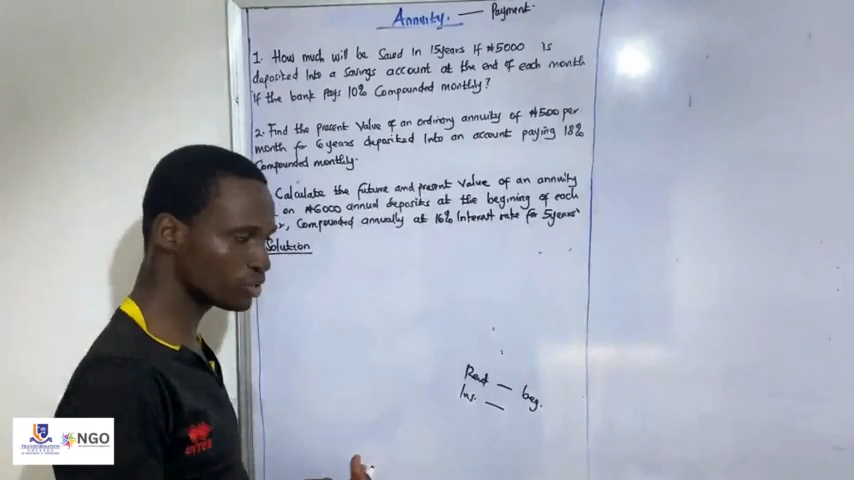 Annuity. — Payment.
1. How much will be Saved In 15years If ₦5000 is
deposited Into a Savings account at the end of each month
If the bank Pays 10% Compounded monthly?
2. Find the present Value of an ordinary annuity of ₦500 per
month for 6years deposited Into an account paying 18%
Compounded monthly.
Calculate the future and present value of an annuity
on ₦6000 annual deposits at the begining of each
Compounded annually at 16% Interest rate for 5years
Solution
Rent —
Ins. — beg.
TRANSFORMATION
COLLEGE
NGO